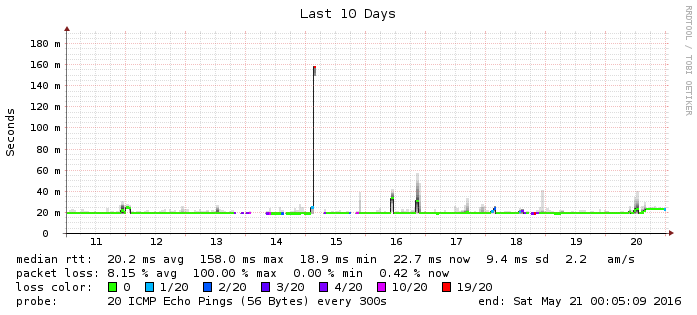 Last 10 Days
RRDTOOL / TOBI OETIKER
Seconds
180 m
160 m
140 m
120 m
100 m
80 m
60 m
40 m
20 m
0
11 12 13 14 15 16 17 18 19 20
median rtt: 20.2 ms avg 158.0 ms max 18.9 ms min 22.7 ms now 9.4 ms sd 2.2 am/s
packet loss: 8.15 % avg 100.00 % max 0.00 % min 0.42 % now
loss color: 0 1/20 2/20 3/20 4/20 10/20 19/20
probe: 20 ICMP Echo Pings (56 Bytes) every 300s end: Sat May 21 00:05:09 2016